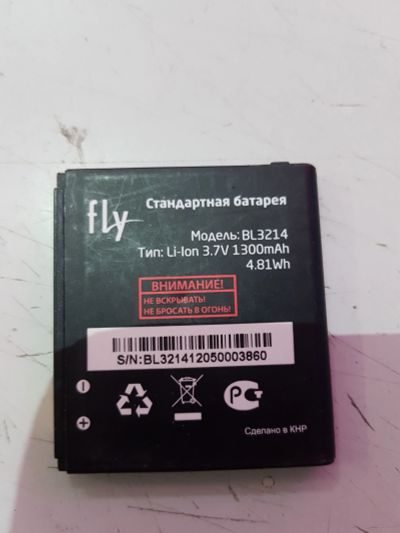 fly
Стандартная батарея
Модель: BL3214
Тип: Li-Ion 3.7V 1300mAh
4.81Wh
ВНИМАНИЕ!
НЕ ВСКРЫВАТЬ!
НЕ БРОСАТЬ В ОГОНЬ!
S/N:BL321412050003860
Сделано в КНР